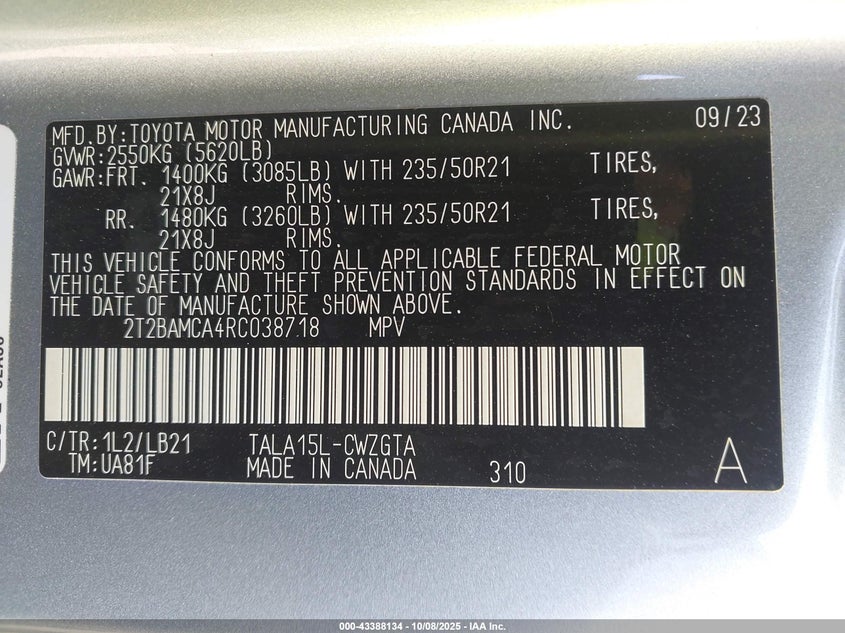 MFD.BY:TOYOTA MOTOR MANUFACTURING CANADA INC. 09/23
GVWR:2550KG (5620LB)
GAWR:FRT. 1400KG (3085LB) WITH 235/50R21 TIRES,
21X8J RIMS.
RR. 1480KG (3260LB) WITH 235/50R21 TIRES,
21X8J RIMS.
THIS VEHICLE CONFORMS TO ALL APPLICABLE FEDERAL MOTOR
VEHICLE SAFETY AND THEFT PREVENTION STANDARDS IN EFFECT ON
THE DATE OF MANUFACTURE SHOWN ABOVE.
2T2BAMCA4RC038718 MPV
C/TR:1L2/LB21 TALA15L-CWZGTA
TM:UA81F MADE IN CANADA 310 A
000-43388134 - 10/08/2025 - IAA Inc.